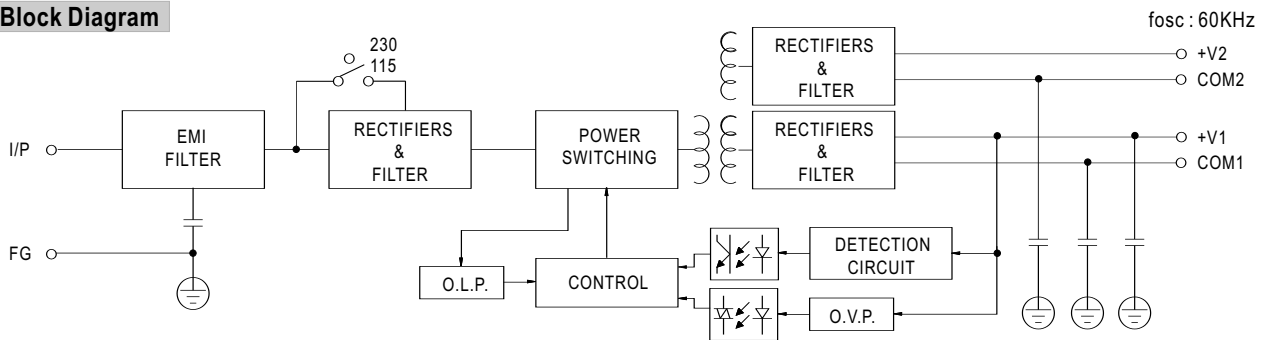 Block Diagram
fosc : 60KHz
230
115
I/P
EMI
FILTER
RECTIFIERS
&
FILTER
POWER
SWITCHING
RECTIFIERS
&
FILTER
+V2
COM2
RECTIFIERS
&
FILTER
+V1
COM1
FG
O.L.P.
CONTROL
DETECTION
CIRCUIT
O.V.P.